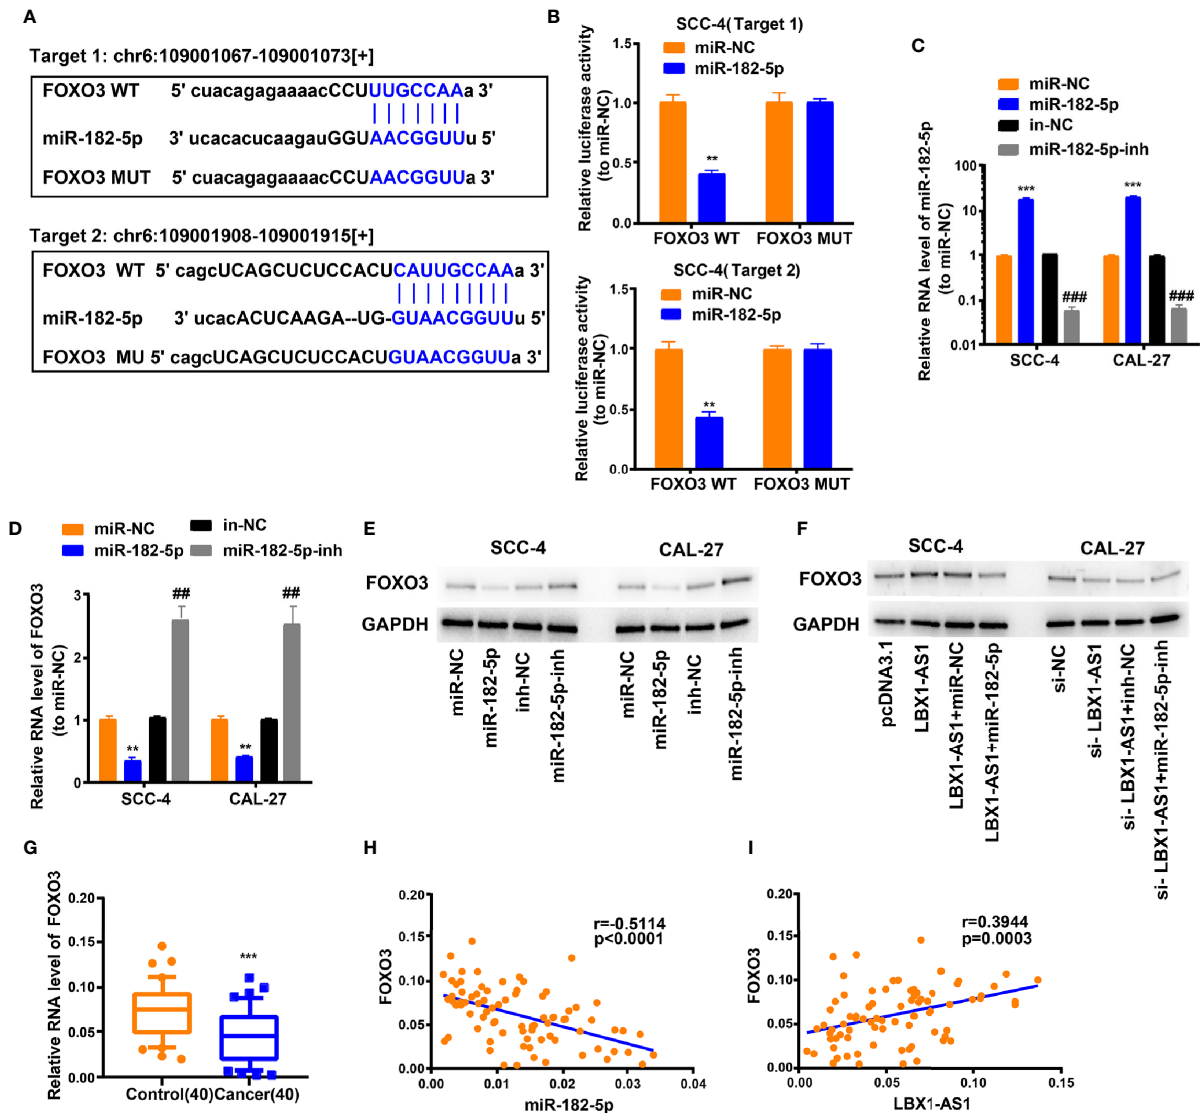 A
Target 1: chr6:109001067-109001073[+]
FOXO3 WT 5' cuacagagaaaacCCUUUGCCAAa 3'
miR-182-5p 3' ucacacucaagauGGUAACGGUUu 5'
FOXO3 MUT 5' cuacagagaaaacCCUAACGGUUa 3'
Target 2: chr6:109001908-109001915[+]
FOXO3 WT 5' cagcUCAGCUCUCCACUCAUUGCCAAa 3'
miR-182-5p 3' ucacACUCAAGA--UG-GUAACGGUUu 5'
FOXO3 MU 5' cagcUCAGCUCUCCACUGUAACGGUUa 3'
B
SCC-4( Target 1)
miR-NC
miR-182-5p
Relative luciferase activity
(to miR-NC)
1.5
1.0
0.5
0.0
**
FOXO3 WT FOXO3 MUT
SCC-4( Target 2)
miR-NC
miR-182-5p
Relative luciferase activity
(to miR-NC)
1.5
1.0
0.5
0.0
**
FOXO3 WT FOXO3 MUT
C
miR-NC
miR-182-5p
in-NC
miR-182-5p-inh
Relative RNA level of miR-182-5p
(to miR-NC)
100
10
1
0.1
0.01
*** ***
### ###
SCC-4 CAL-27
D
miR-NC in-NC
miR-182-5p miR-182-5p-inh
Relative RNA level of FOXO3
(to miR-NC)
3
2
1
0
## ##
** **
SCC-4 CAL-27
E
SCC-4 CAL-27
FOXO3
GAPDH
miR-NC
miR-182-5p
inh-NC
miR-182-5p-inh
miR-NC
miR-182-5p
inh-NC
miR-182-5p-inh
F
SCC-4 CAL-27
FOXO3
GAPDH
pcDNA3.1
LBX1-AS1
LBX1-AS1+miR-NC
LBX1-AS1+miR-182-5p
si-NC
si- LBX1-AS1
si- LBX1-AS1+inh-NC
si- LBX1-AS1+miR-182-5p-inh
G
Relative RNA level of FOXO3
0.20
0.15
0.10
0.05
0.00
***
Control(40) Cancer(40)
H
FOXO3
0.20
0.15
0.10
0.05
0.00
r=-0.5114
p<0.0001
0.00 0.01 0.02 0.03 0.04
miR-182-5p
I
FOXO3
0.20
0.15
0.10
0.05
0.00
r=0.3944
p=0.0003
0.00 0.05 0.10 0.15
LBX1-AS1